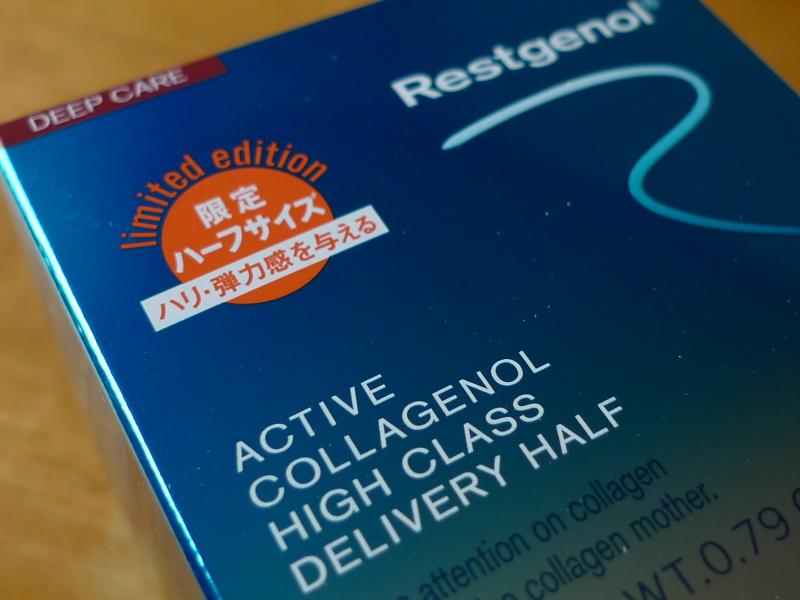 DEEP CARE
Restgenol®
limited edition
限定
ハーフサイズ
ハリ・弾力感を与える
ACTIVE
COLLAGENOL
HIGH CLASS
DELIVERY HALF
attention on collagen
collagen mother.
WT.0.79